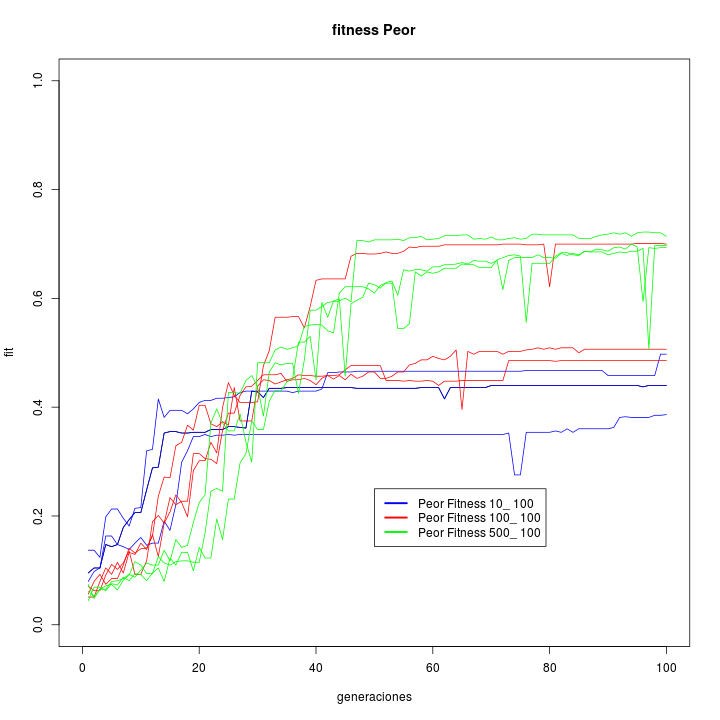 fitness Peor
fit
1.0
0.8
0.6
0.4
0.2
0.0
Peor Fitness 10_ 100
Peor Fitness 100_ 100
Peor Fitness 500_ 100
0 20 40 60 80 100
generaciones